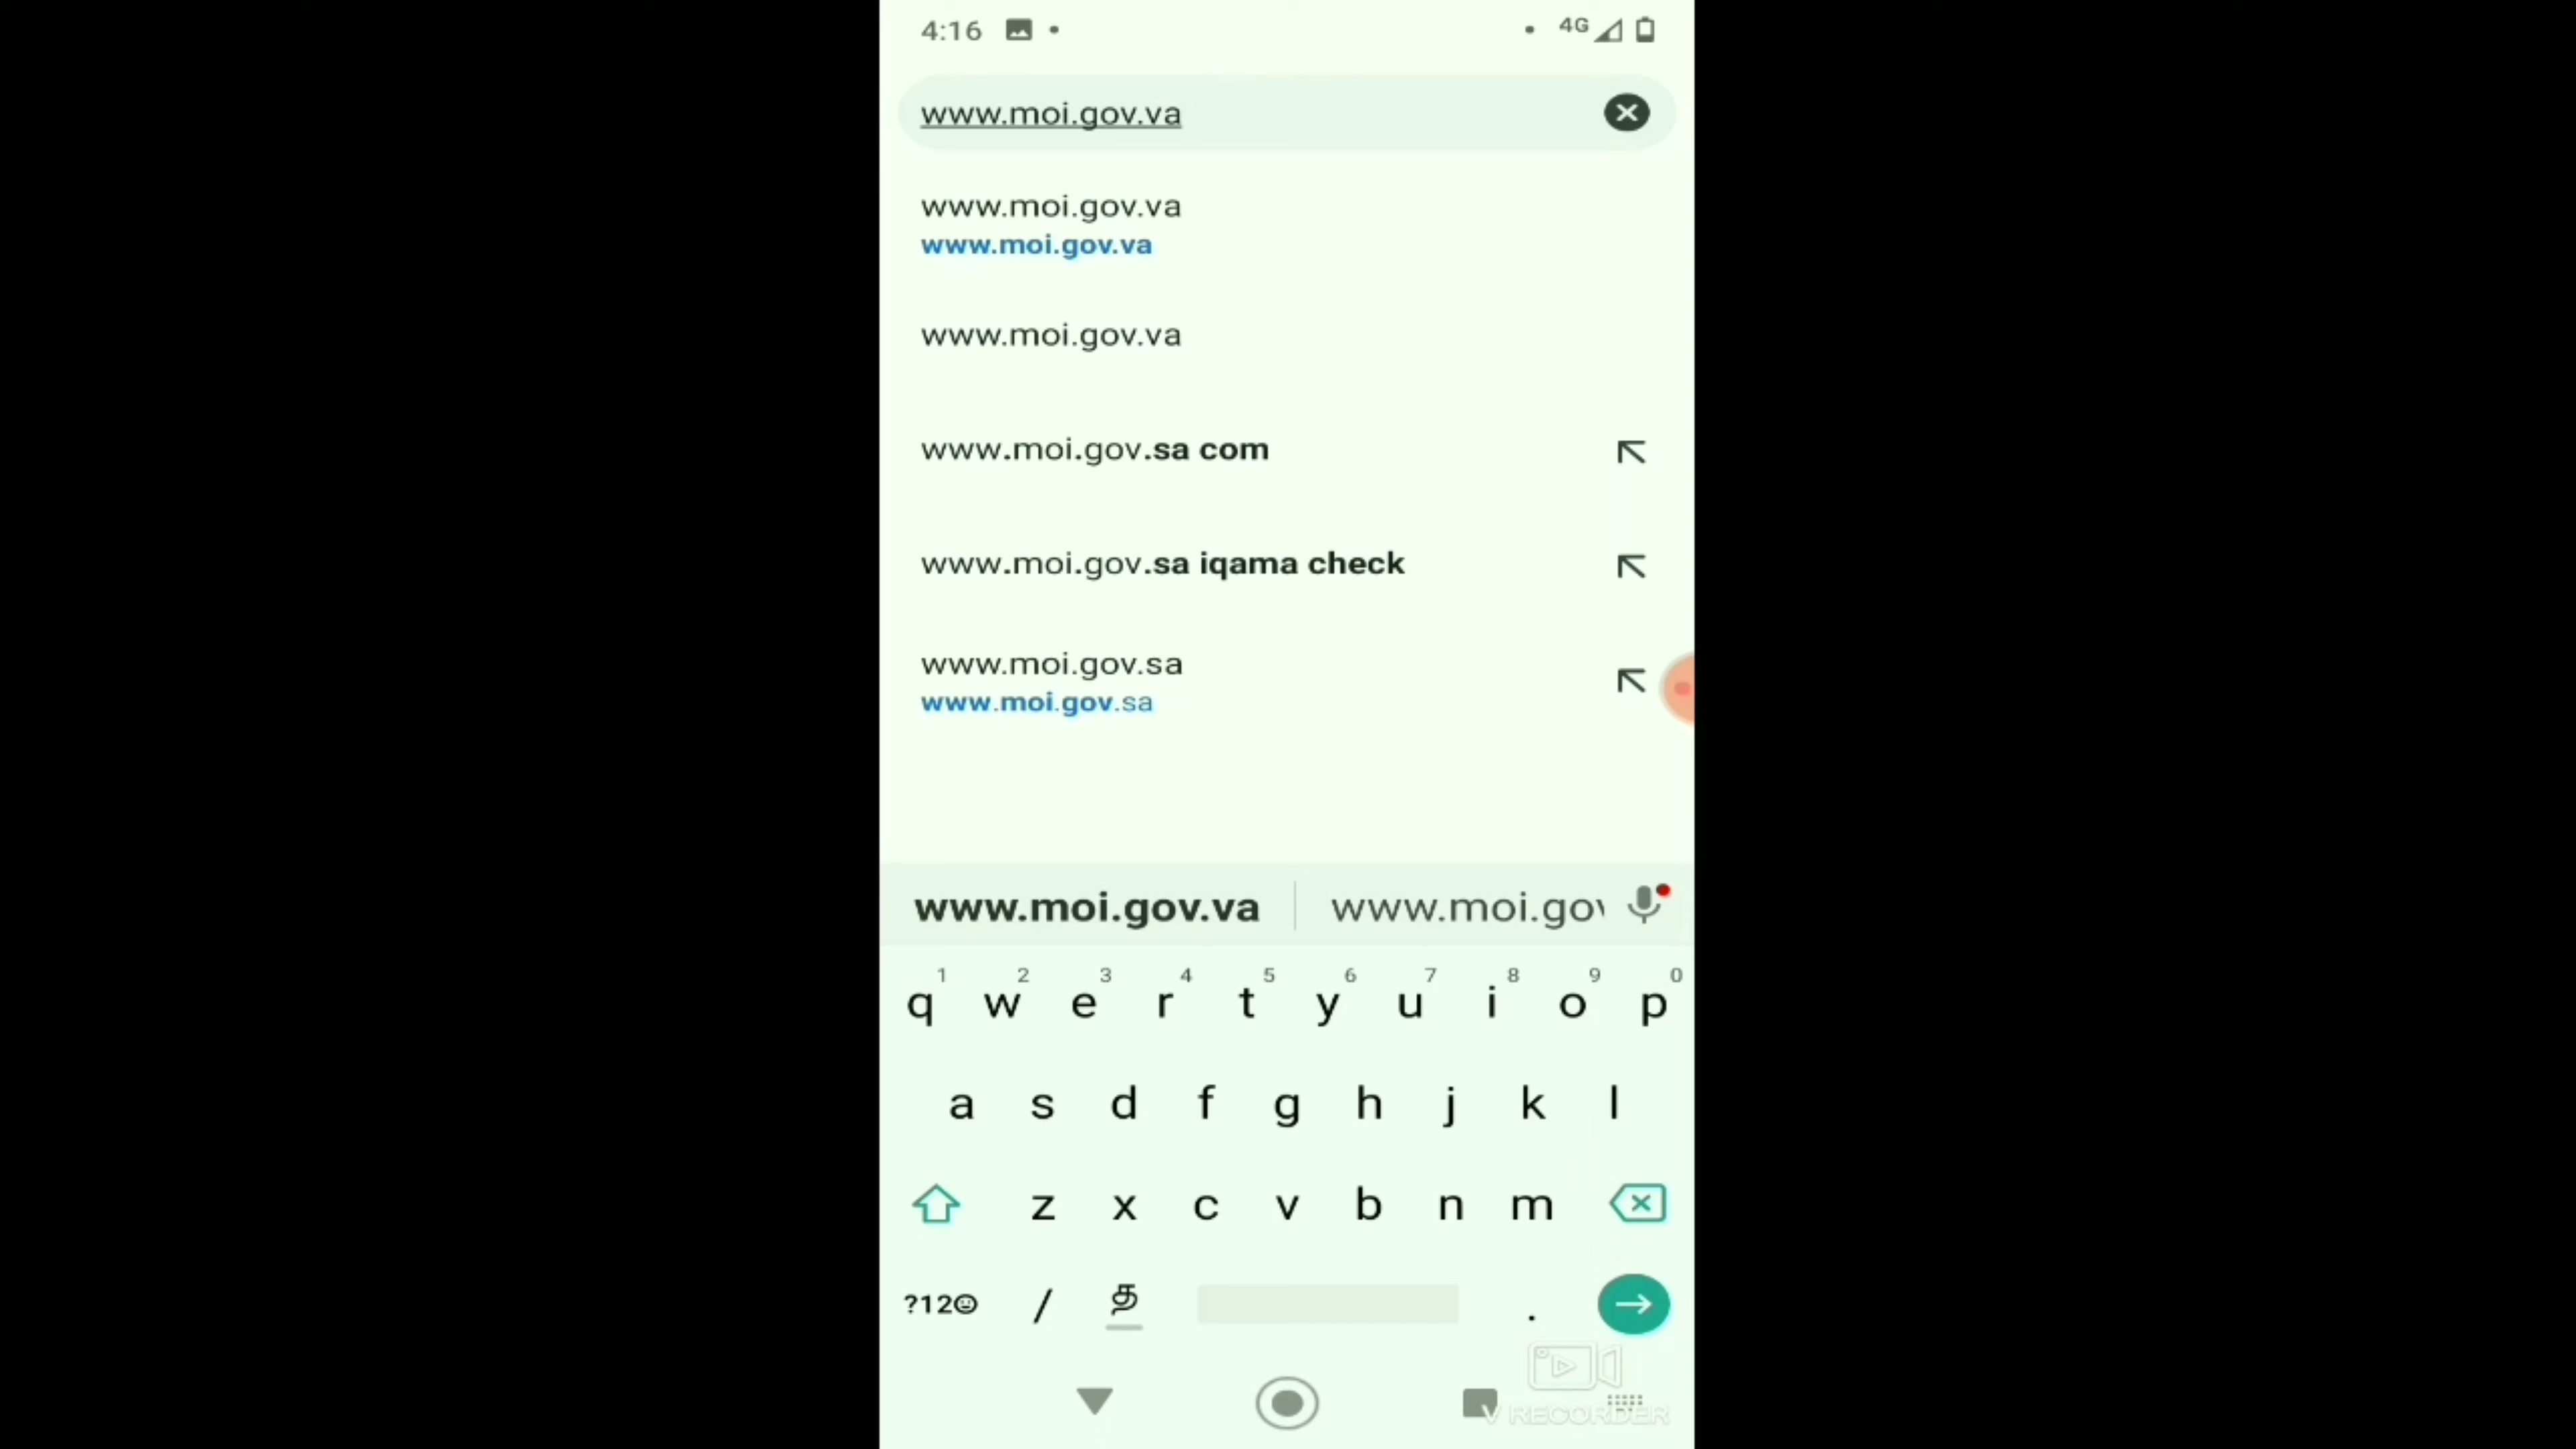 4:16 4G
www.moi.gov.va
www.moi.gov.va
www.moi.gov.va
www.moi.gov.va
www.moi.gov.sa com
www.moi.gov.sa iqama check
www.moi.gov.sa
www.moi.gov.sa
www.moi.gov.va www.moi.gov
1 2 3 4 5 6 7 8 9 0
q w e r t y u i o p
a s d f g h j k l
z x c v b n m
?12☺ / த .
V RECORDER